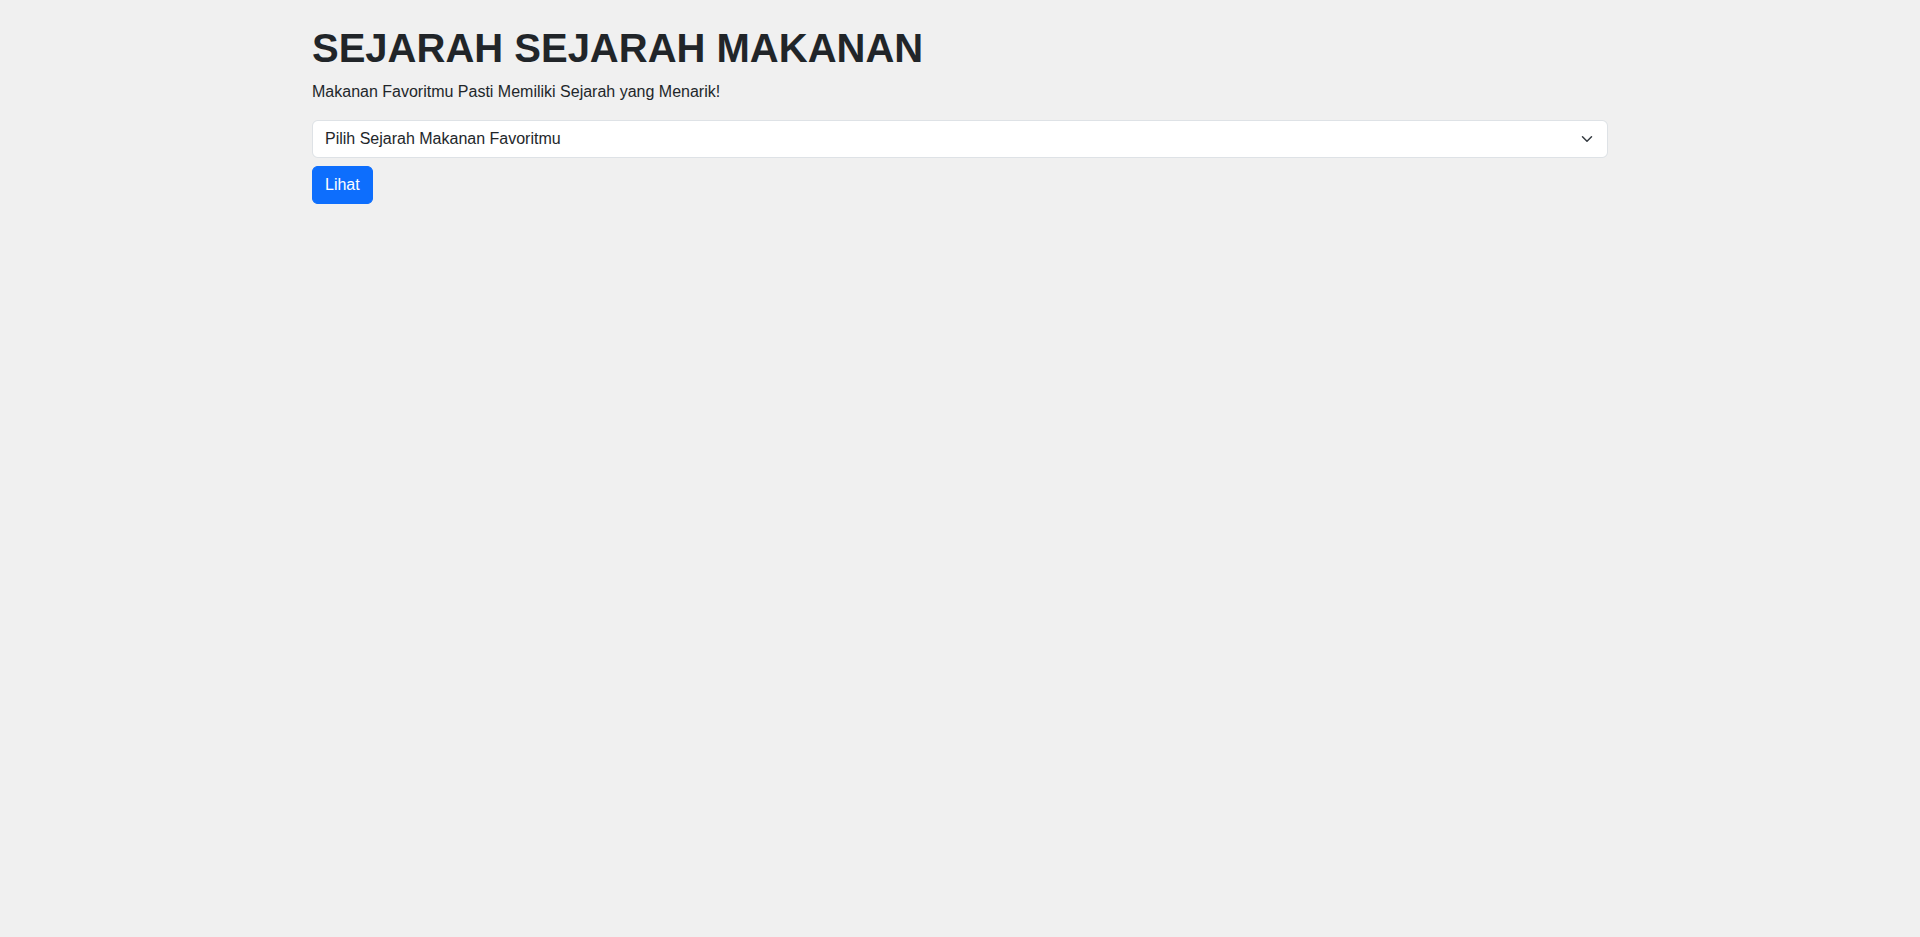 SEJARAH SEJARAH MAKANAN
Makanan Favoritmu Pasti Memiliki Sejarah yang Menarik!
Pilih Sejarah Makanan Favoritmu
Lihat